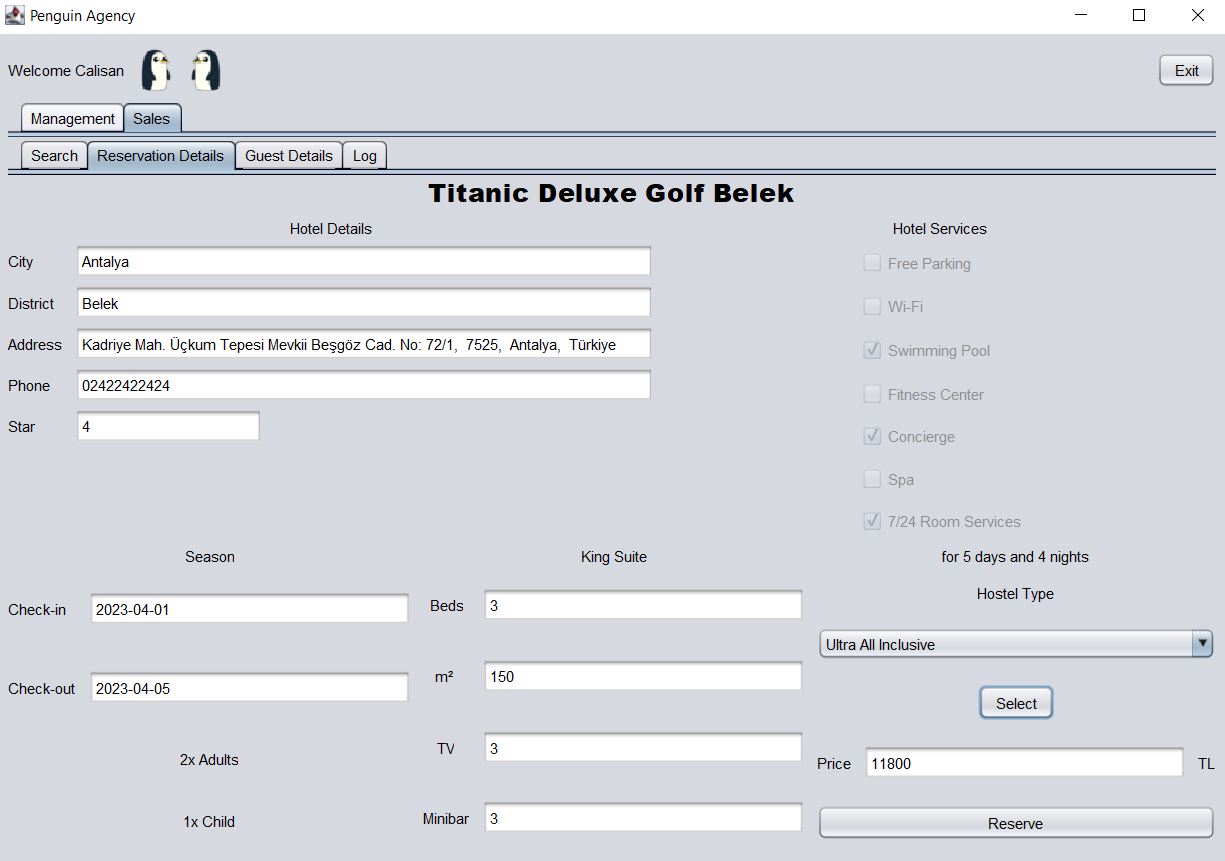 Penguin Agency
Welcome Calisan
Exit
Management Sales
Search Reservation Details Guest Details Log
Titanic Deluxe Golf Belek
Hotel Details
City Antalya
District Belek
Address Kadriye Mah. Üçkum Tepesi Mevkii Beşgöz Cad. No: 72/1, 7525, Antalya, Türkiye
Phone 02422422424
Star 4
Hotel Services
Free Parking
Wi-Fi
Swimming Pool
Fitness Center
Concierge
Spa
7/24 Room Services
Season
Check-in 2023-04-01
Check-out 2023-04-05
2x Adults
1x Child
King Suite
Beds 3
m² 150
TV 3
Minibar 3
for 5 days and 4 nights
Hostel Type
Ultra All Inclusive
Select
Price 11800 TL
Reserve